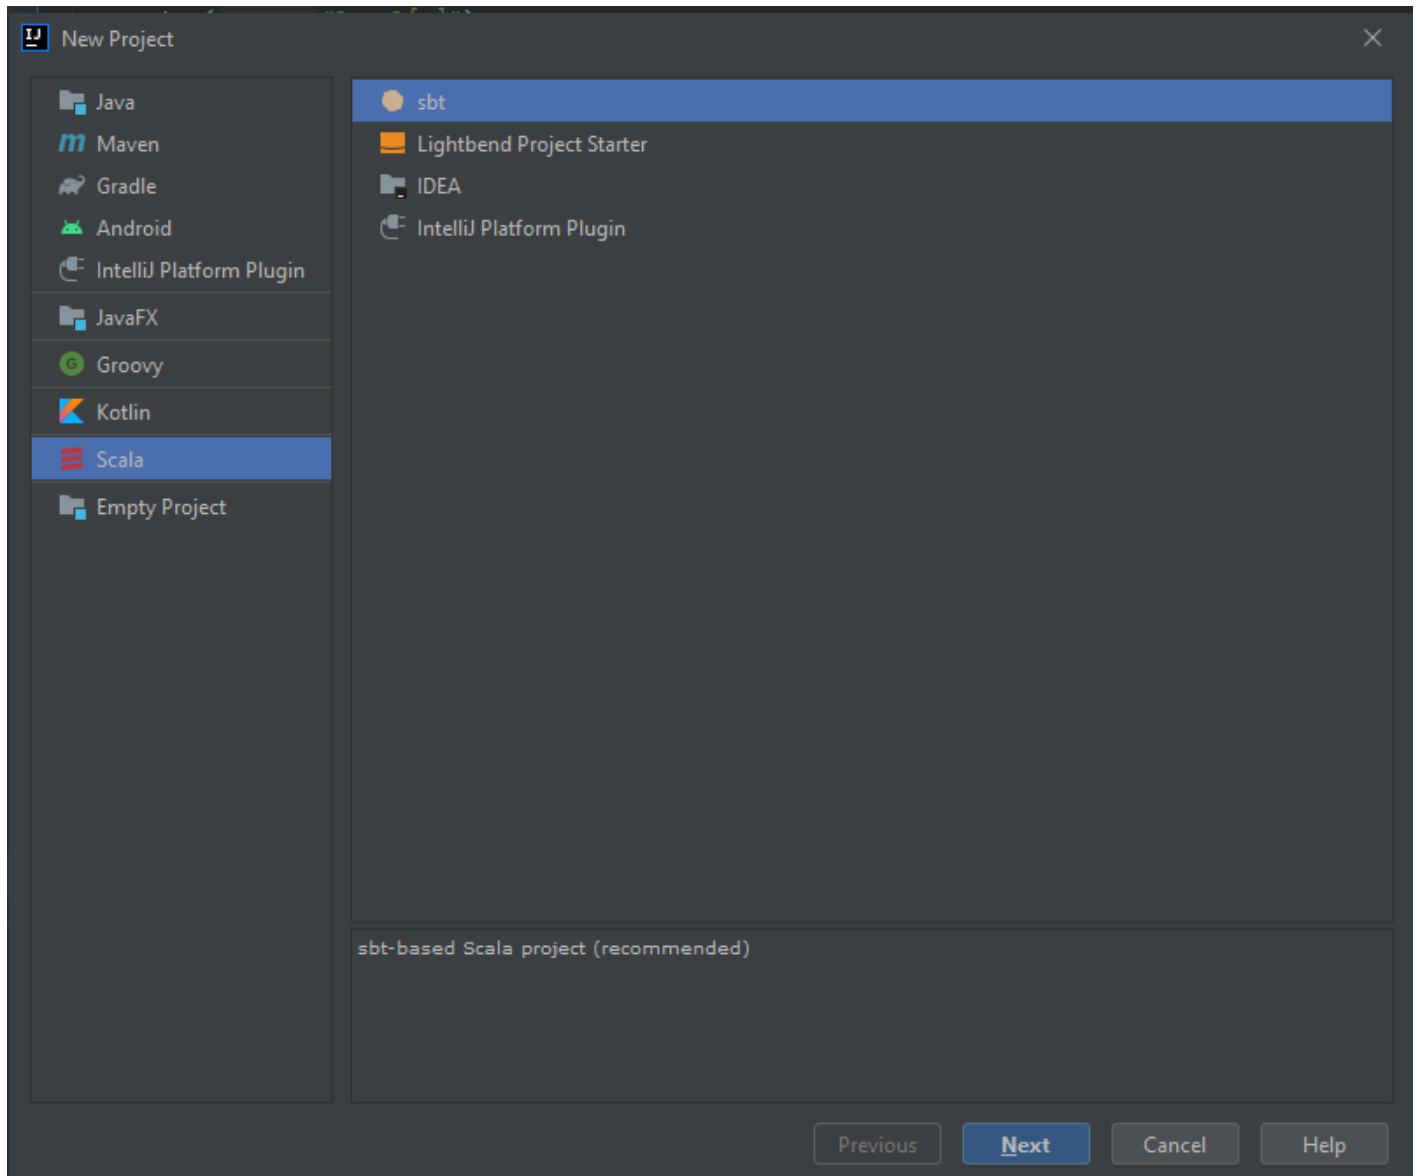 New Project
Java
Maven
Gradle
Android
IntelliJ Platform Plugin
JavaFX
Groovy
Kotlin
Scala
Empty Project
sbt
Lightbend Project Starter
IDEA
IntelliJ Platform Plugin
sbt-based Scala project (recommended)
Previous
Next
Cancel
Help